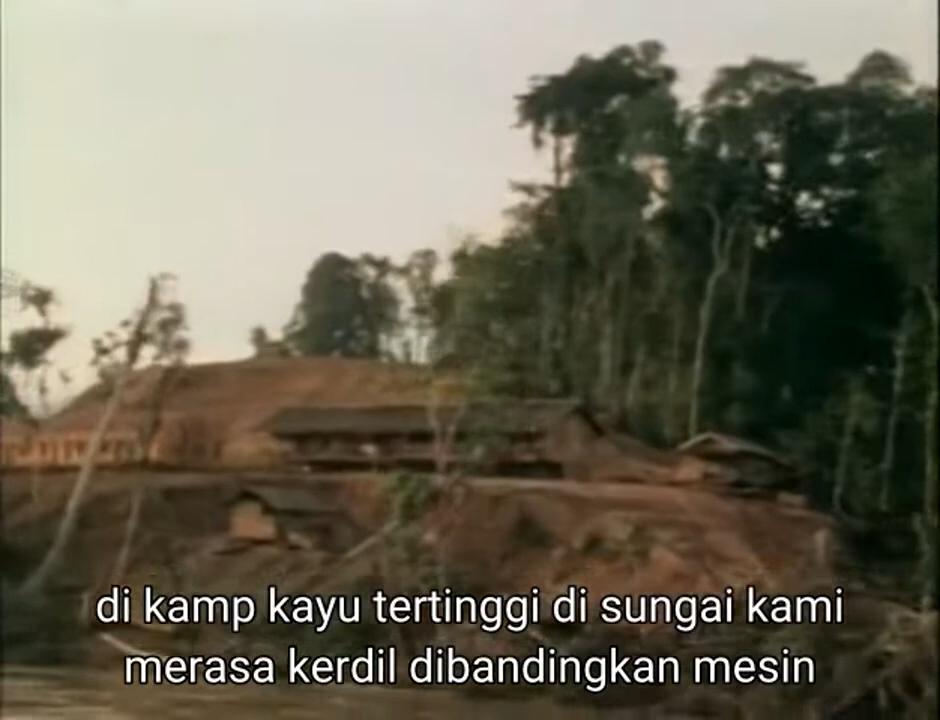 di kamp kayu tertinggi di sungai kami
merasa kerdil dibandingkan mesin